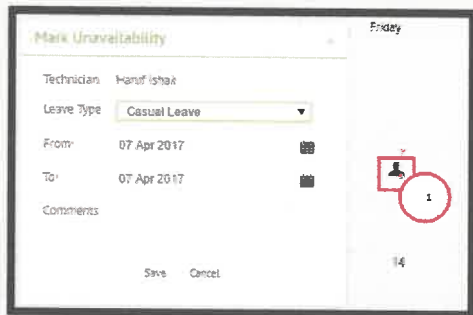 Mark Unavailability
Friday
Technician Hanif Ishak
Leave Type Casual Leave
From: 07 Apr 2017
To: 07 Apr 2017
1
Comments
14
Save Cancel